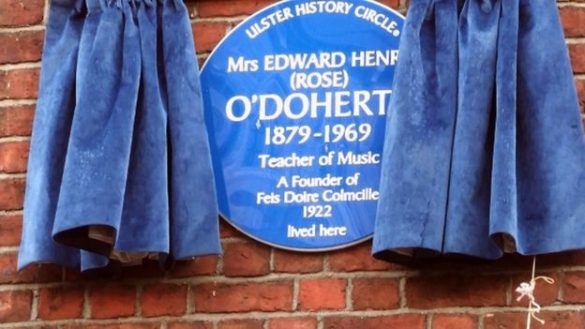 ULSTER HISTORY CIRCLE
Mrs EDWARD HENR
(ROSE)
O'DOHERT
1879-1969
Teacher of Music
A Founder of
Feis Doire Colmcille
1922
lived here